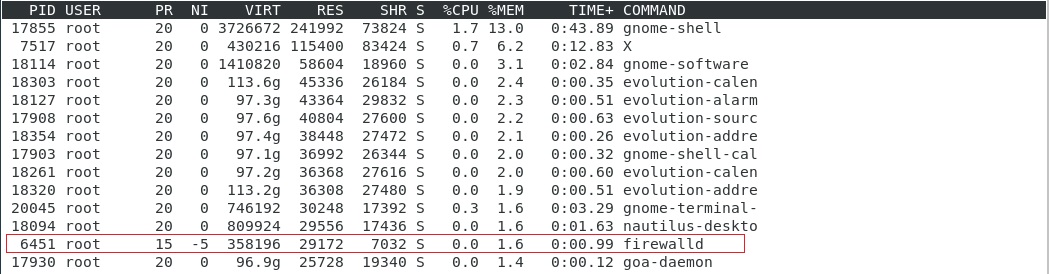 PID USER PR NI VIRT RES SHR S %CPU %MEM TIME+ COMMAND
17855 root 20 0 3726672 241992 73824 S 1.7 13.0 0:43.89 gnome-shell
7517 root 20 0 430216 115400 83424 S 0.7 6.2 0:12.83 X
18114 root 20 0 1410820 58604 18960 S 0.0 3.1 0:02.84 gnome-software
18303 root 20 0 113.6g 45336 26184 S 0.0 2.4 0:00.35 evolution-calen
18127 root 20 0 97.3g 43364 29832 S 0.0 2.3 0:00.51 evolution-alarm
17908 root 20 0 97.6g 40804 27600 S 0.0 2.2 0:00.63 evolution-sourc
18354 root 20 0 97.4g 38448 27472 S 0.0 2.1 0:00.26 evolution-addre
17903 root 20 0 97.1g 36992 26344 S 0.0 2.0 0:00.32 gnome-shell-cal
18261 root 20 0 97.2g 36368 27616 S 0.0 2.0 0:00.60 evolution-calen
18320 root 20 0 113.2g 36308 27480 S 0.0 1.9 0:00.51 evolution-addre
20045 root 20 0 746192 30248 17392 S 0.3 1.6 0:03.29 gnome-terminal-
18094 root 20 0 809924 29556 17436 S 0.0 1.6 0:01.63 nautilus-deskto
6451 root 15 -5 358196 29172 7032 S 0.0 1.6 0:00.99 firewalld
17930 root 20 0 96.9g 25728 19340 S 0.0 1.4 0:00.12 goa-daemon